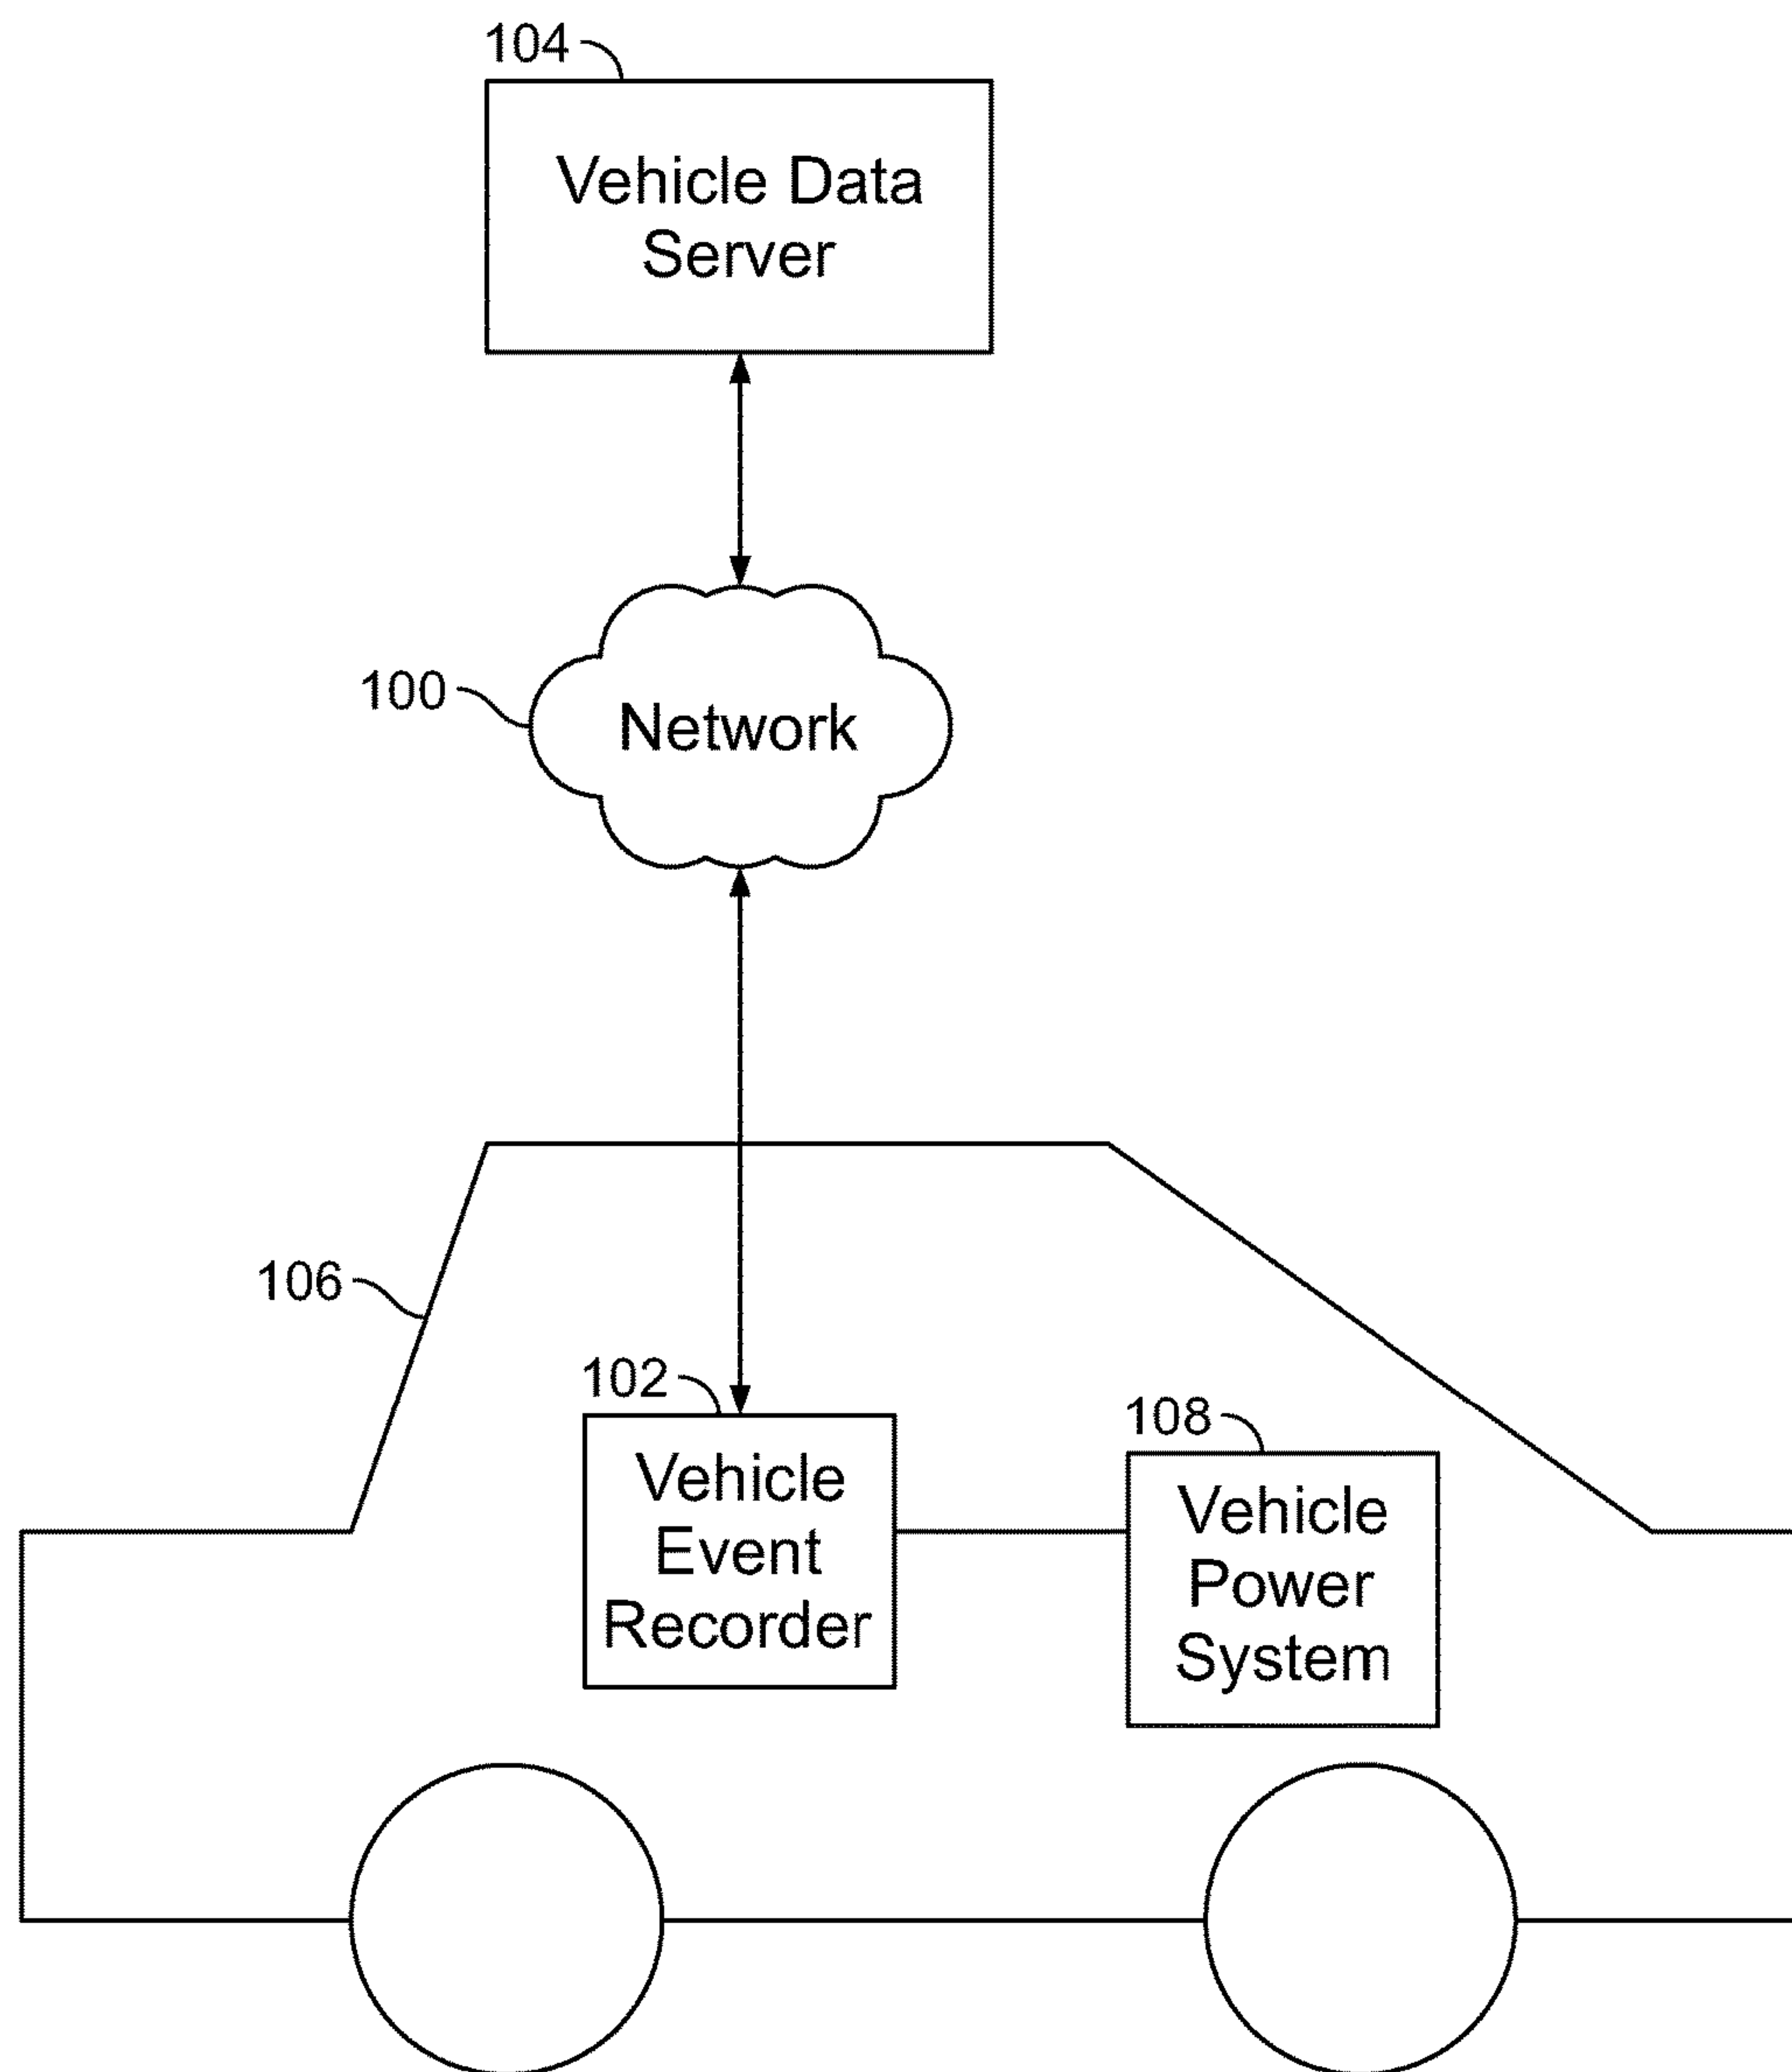 104
Vehicle Data
Server
100
Network
106
102
Vehicle
Event
Recorder
108
Vehicle
Power
System